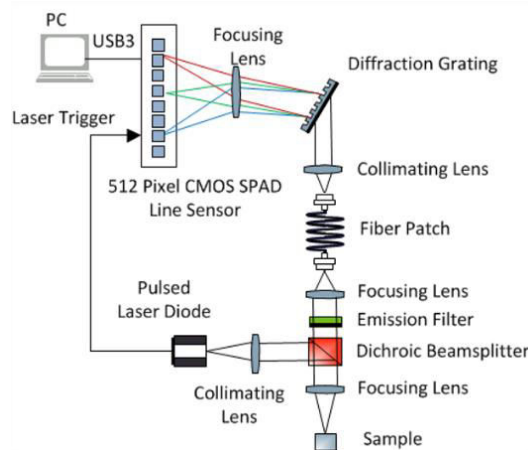 PC
USB3
Focusing
Lens
Diffraction Grating
Laser Trigger
512 Pixel CMOS SPAD
Line Sensor
Collimating Lens
Fiber Patch
Pulsed
Laser Diode
Focusing Lens
Emission Filter
Dichroic Beamsplitter
Collimating
Lens
Focusing Lens
Sample